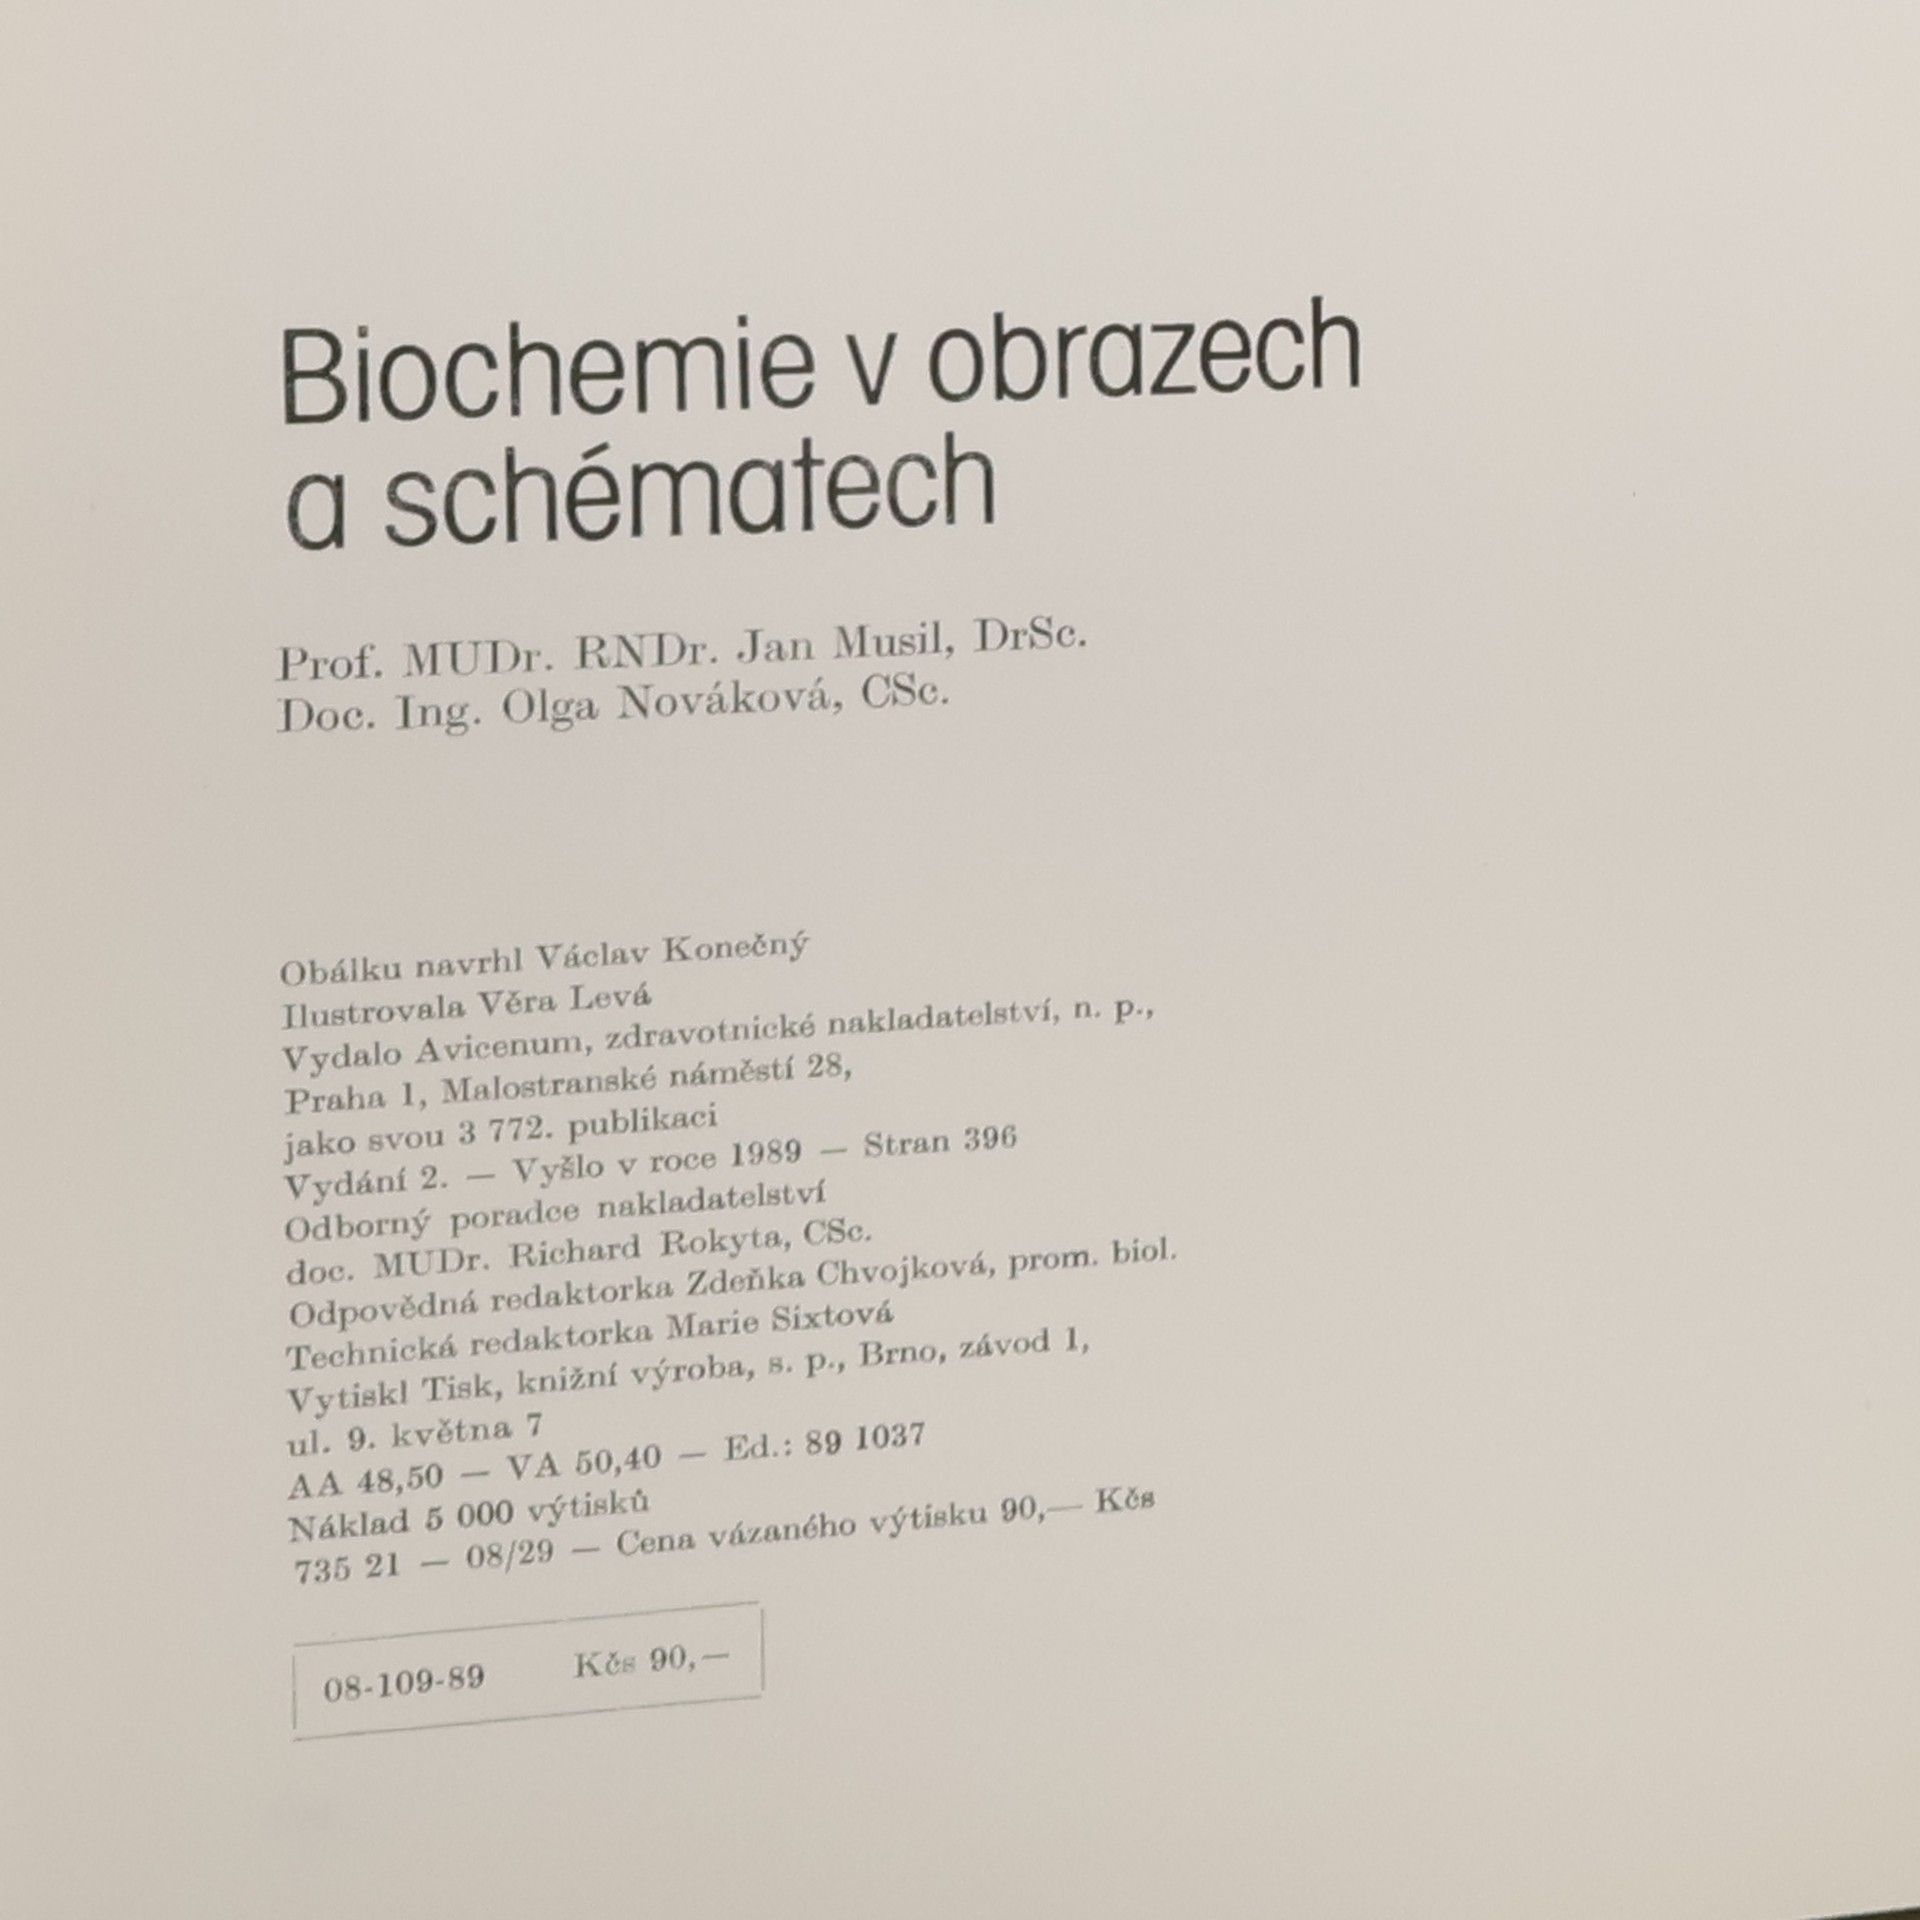 Biochemie v obrazech
a schématech
Prof. MUDr. RNDr. Jan Musil, DrSc.
Doc. Ing. Olga Nováková, CSc.
Obálku navrhl Václav Konečný
Ilustrovala Věra Levá
Vydalo Avicenum, zdravotnické nakladatelství, n. p.,
Praha 1, Malostranské náměstí 28,
jako svou 3 772. publikaci
Vydání 2. — Vyšlo v roce 1989 — Stran 396
Odborný poradce nakladatelství
doc. MUDr. Richard Rokyta, CSc.
Odpovědná redaktorka Zdeňka Chvojková, prom. biol.
Technická redaktorka Marie Sixtová
Vytiskl Tisk, knižní výroba, s. p., Brno, závod 1,
ul. 9. května 7
AA 48,50 — VA 50,40 — Ed.: 89 1037
Náklad 5 000 výtisků
735 21 — 08/29 — Cena vázaného výtisku 90,— Kčs
08-109-89 Kčs 90,—